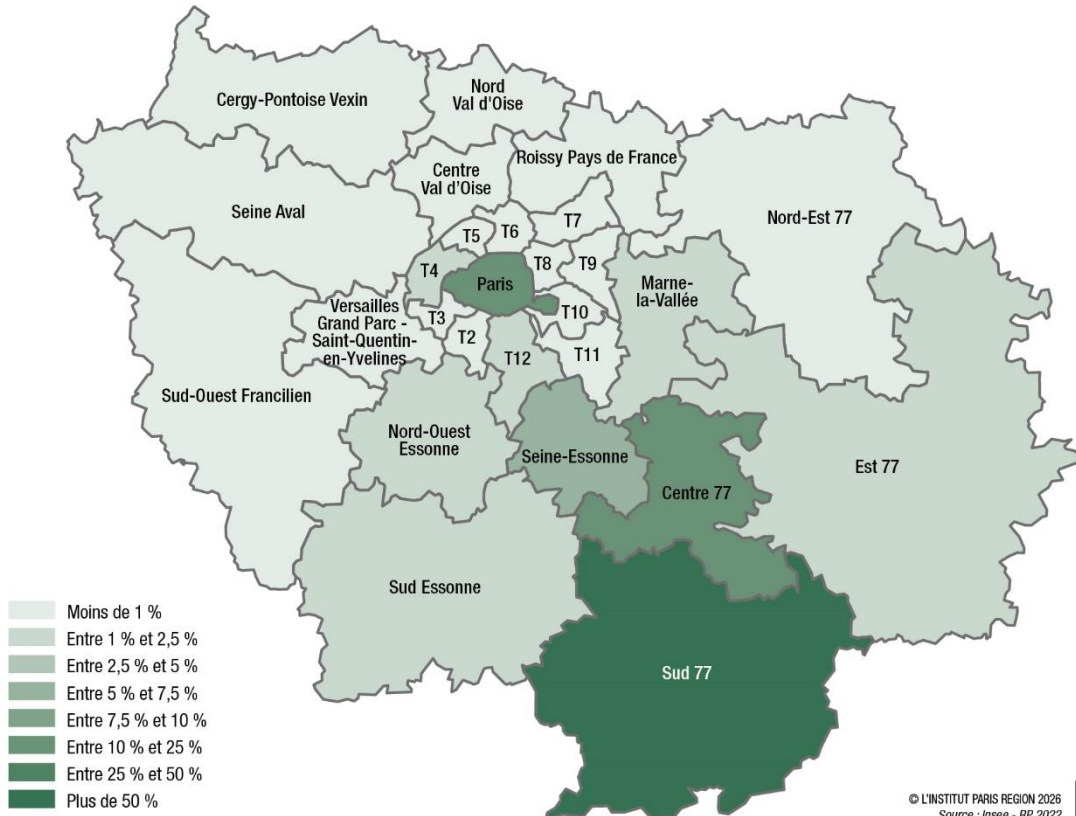 Cergy-Pontoise Vexin
Nord
Val d'Oise
Roissy Pays de France
Centre
Val d'Oise
Seine Aval
Nord-Est 77
T7
T6
T5
T4
T8
T9
Paris
Marne-
la-Vallée
Versailles
Grand Parc -
Saint-Quentin-
en-Yvelines
T3
T2
T10
T12
T11
Sud-Ouest Francilien
Nord-Ouest
Essonne
Seine-Essonne
Est 77
Centre 77
Sud Essonne
Sud 77
Moins de 1 %
Entre 1 % et 2,5 %
Entre 2,5 % et 5 %
Entre 5 % et 7,5 %
Entre 7,5 % et 10 %
Entre 10 % et 25 %
Entre 25 % et 50 %
Plus de 50 %
© L'INSTITUT PARIS REGION 2026
Source : Insee - RP 2022